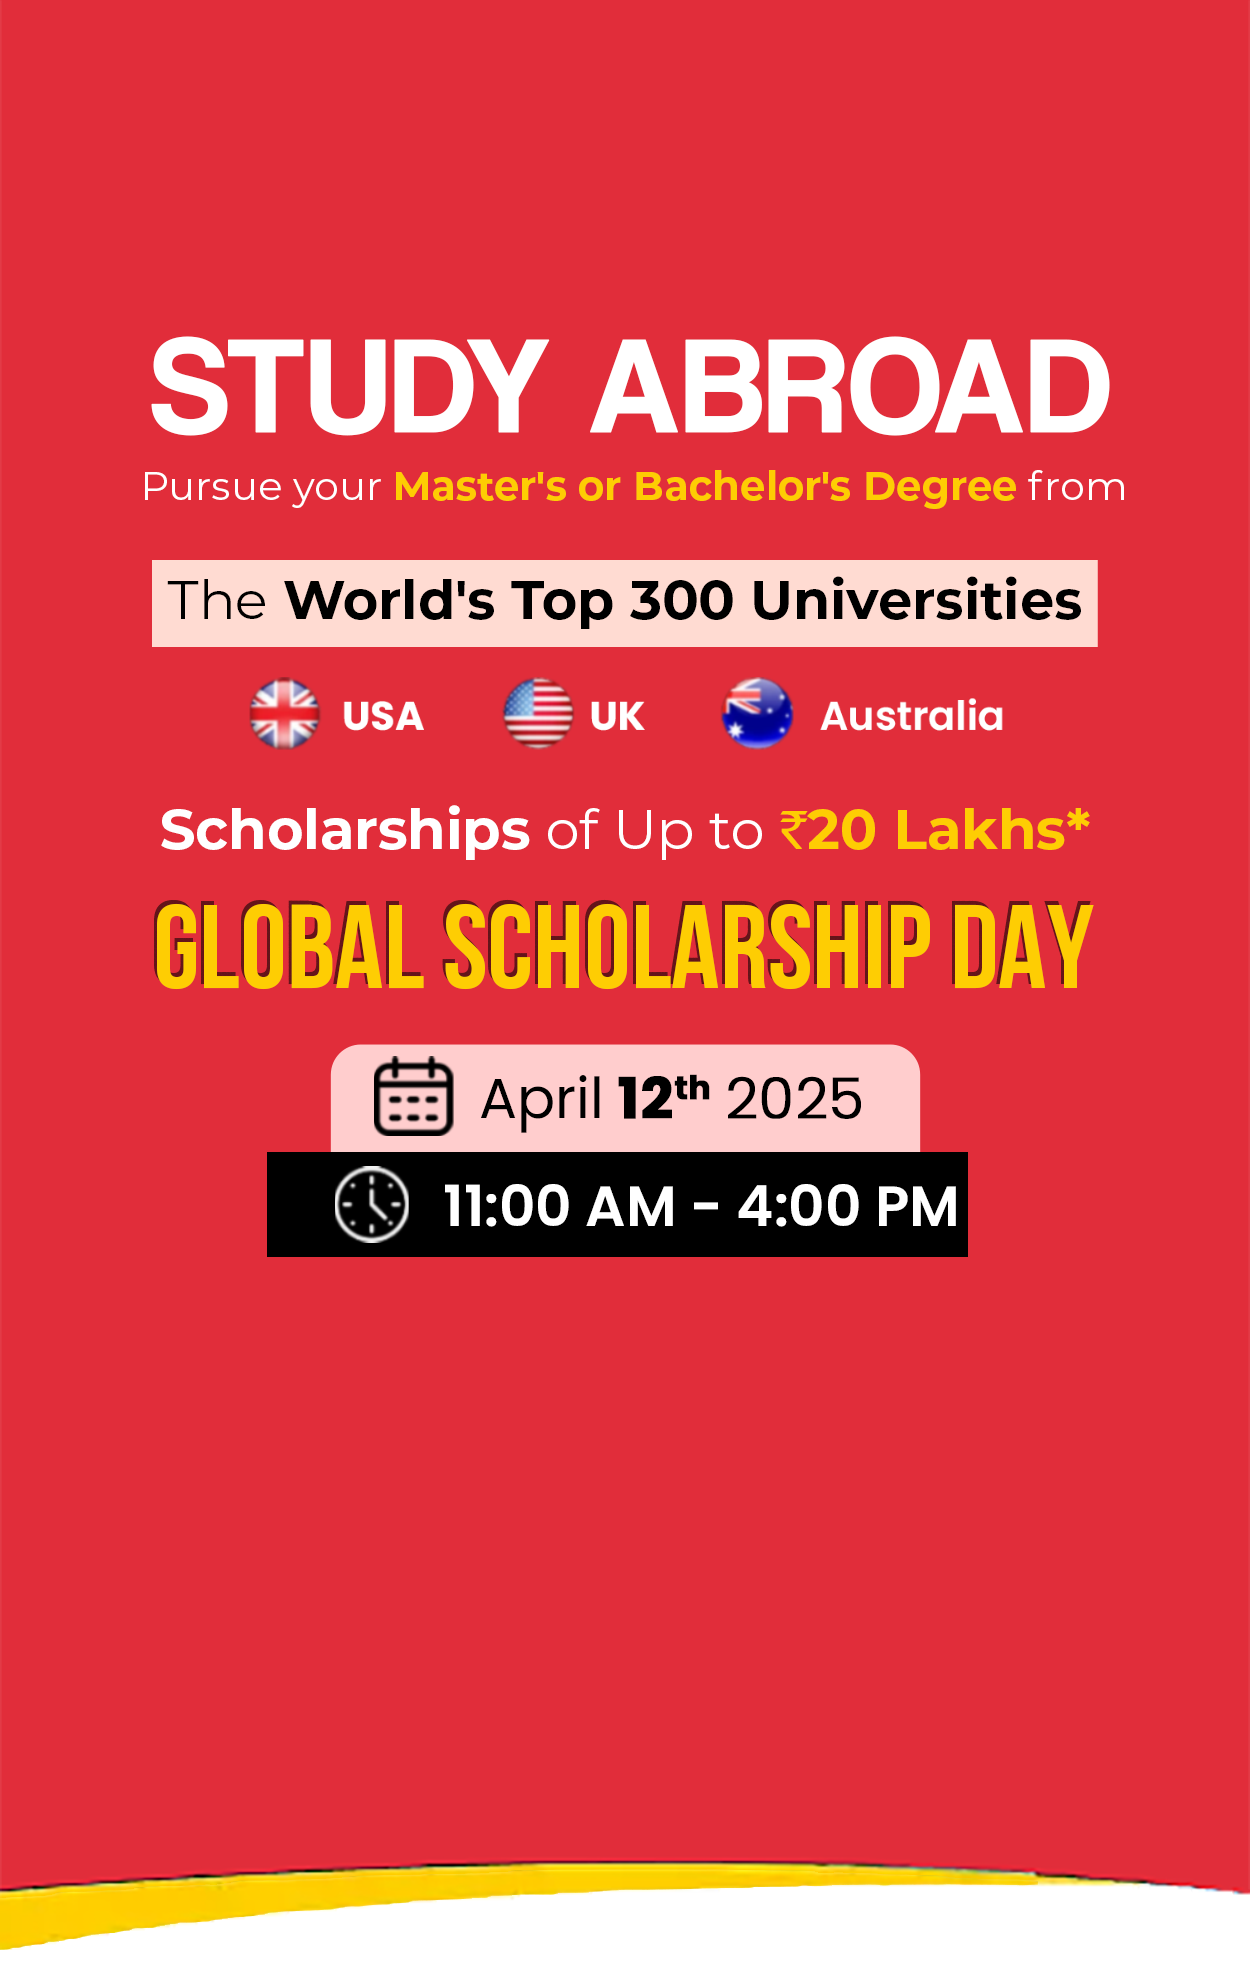 STUDY ABROAD
Pursue your Master's or Bachelor's Degree from
The World's Top 300 Universities
USA UK Australia
Scholarships of Up to ₹20 Lakhs*
GLOBAL SCHOLARSHIP DAY
April 12th 2025
11:00 AM - 4:00 PM